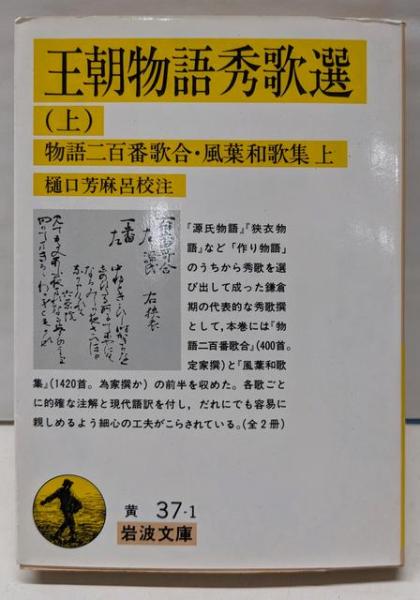 王朝物語秀歌選
(上)
物語二百番歌合・風葉和歌集 上
樋口芳麻呂校注
『源氏物語』『狭衣物
語』など「作り物語」
のうちから秀歌を選
び出して成った鎌倉
期の代表的な秀歌撰
として,本巻には『物
語二百番歌合』(400首。
定家撰)と『風葉和歌
集』(1420首。為家撰か) の前半を収めた。各歌ごと
に的確な注解と現代語訳を付し, だれにでも容易に
親しめるよう細心の工夫がこらされている。(全2冊)
黄 37-1
岩波文庫